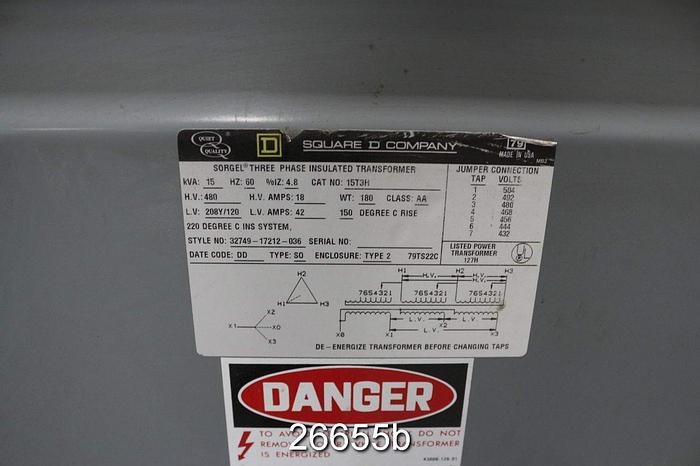 QUIET QUALITY
D SQUARE D COMPANY 79
MADE IN USA
SORGEL® THREE PHASE INSULATED TRANSFORMER
KVA: 15 HZ: 60 %IZ: 4.8 CAT NO: 15T3H
H.V.: 480 H.V. AMPS: 18 WT: 180 CLASS: AA
L.V: 208Y/120 L.V. AMPS: 42 150 DEGREE C RISE
220 DEGREE C INS SYSTEM,
STYLE NO: 32749-17212-036 SERIAL NO:
DATE CODE: DD TYPE: SO ENCLOSURE: TYPE 2 79TS22C
JUMPER CONNECTION
TAP VOLTS
1 504
2 492
3 480
4 468
5 456
6 444
7 432
LISTED POWER
TRANSFORMER
127H
H2
H1 H3
X2
X1 X0
X3
H1 H2 H3
H.V. H.V.
H.V.
7654321 7654321 7654321
L.V. L.V.
L.V.
X0 X1 X2 X3
DE-ENERGIZE TRANSFORMER BEFORE CHANGING TAPS
DANGER
TO AVOID DO NOT
REMOVE TRANSFORMER
IS ENERGIZED
26655b